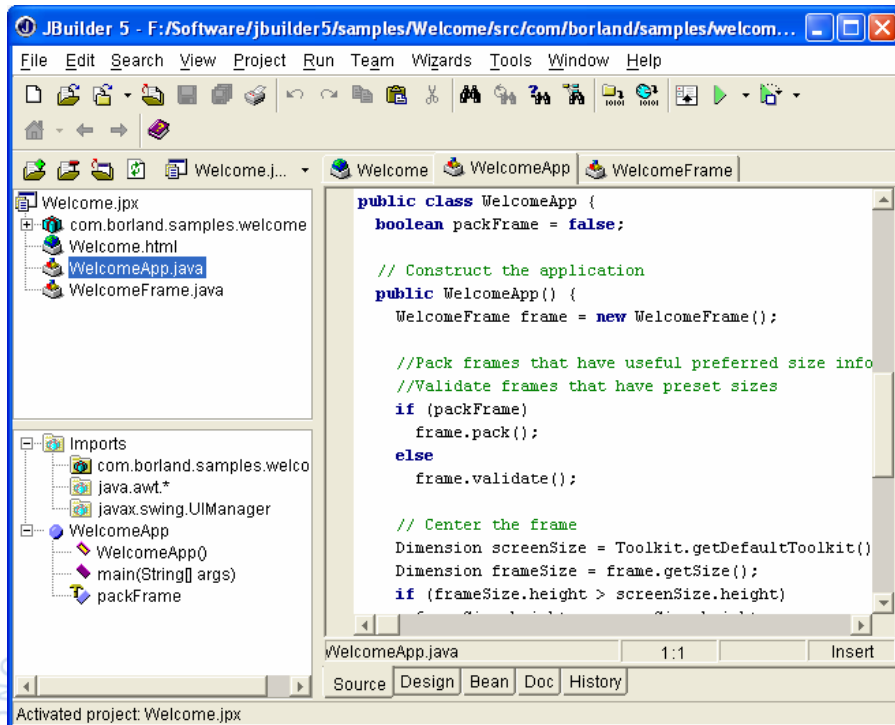 JBuilder 5 - F:/Software/jbuilder5/samples/Welcome/src/com/borland/samples/welcom...
File Edit Search View Project Run Team Wizards Tools Window Help
Welcome.j...
Welcome WelcomeApp WelcomeFrame
Welcome.jpx
com.borland.samples.welcome
Welcome.html
WelcomeApp.java
WelcomeFrame.java
Imports
com.borland.samples.welco
java.awt.*
javax.swing.UIManager
WelcomeApp
WelcomeApp()
main(String[] args)
packFrame
public class WelcomeApp {
boolean packFrame = false;
// Construct the application
public WelcomeApp() {
WelcomeFrame frame = new WelcomeFrame();
//Pack frames that have useful preferred size info
//Validate frames that have preset sizes
if (packFrame)
frame.pack();
else
frame.validate();
// Center the frame
Dimension screenSize = Toolkit.getDefaultToolkit()
Dimension frameSize = frame.getSize();
if (frameSize.height > screenSize.height)
WelcomeApp.java 1:1 Insert
Source Design Bean Doc History
Activated project: Welcome.jpx